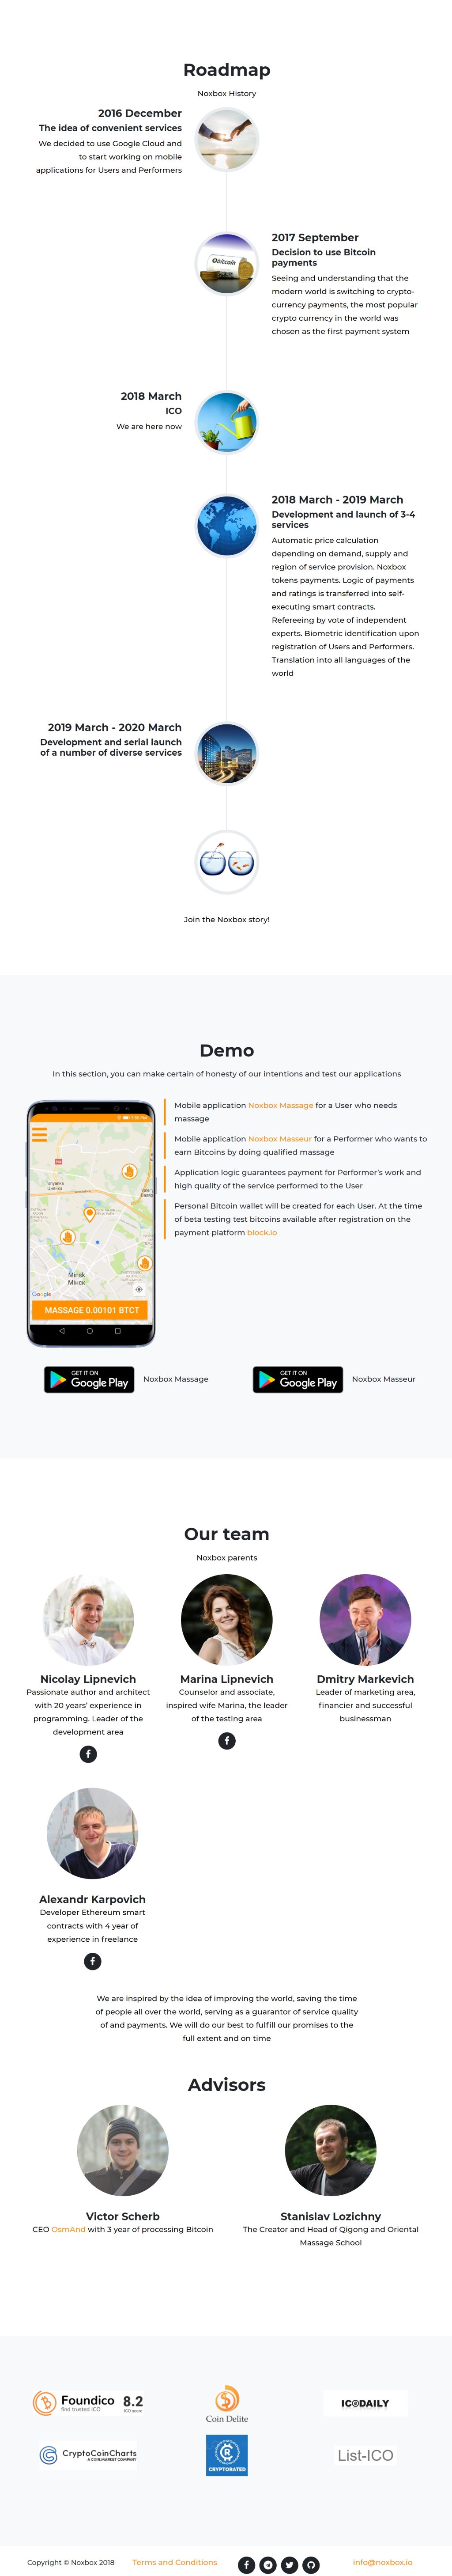 Roadmap
Noxbox History
2016 December
The idea of convenient services
We decided to use Google Cloud and
to start working on mobile
applications for Users and Performers
bitcoin
2017 September
Decision to use Bitcoin
payments
Seeing and understanding that the
modern world is switching to crypto-
currency payments, the most popular
crypto currency in the world was
chosen as the first payment system
2018 March
ICO
We are here now
2018 March - 2019 March
Development and launch of 3-4
services
Automatic price calculation
depending on demand, supply and
region of service provision. Noxbox
tokens payments. Logic of payments
and ratings is transferred into self-
executing smart contracts.
Refereeing by vote of independent
experts. Biometric identification upon
registration of Users and Performers.
Translation into all languages of the
world
2019 March - 2020 March
Development and serial launch
of a number of diverse services
Join the Noxbox story!
Demo
In this section, you can make certain of honesty of our intentions and test our applications
Minsk
Мінск
Google
MASSAGE 0.00101 BTCT
Mobile application Noxbox Massage for a User who needs
massage
Mobile application Noxbox Masseur for a Performer who wants to
earn Bitcoins by doing qualified massage
Application logic guarantees payment for Performer's work and
high quality of the service performed to the User
Personal Bitcoin wallet will be created for each User. At the time
of beta testing test bitcoins available after registration on the
payment platform block.io
GET IT ON
Google Play
Noxbox Massage
GET IT ON
Google Play
Noxbox Masseur
Our team
Noxbox parents
Nicolay Lipnevich
Passionate author and architect
with 20 years' experience in
programming. Leader of the
development area
Marina Lipnevich
Counselor and associate,
inspired wife Marina, the leader
of the testing area
Dmitry Markevich
Leader of marketing area,
financier and successful
businessman
Alexandr Karpovich
Developer Ethereum smart
contracts with 4 year of
experience in freelance
We are inspired by the idea of improving the world, saving the time
of people all over the world, serving as a guarantor of service quality
of and payments. We will do our best to fulfill our promises to the
full extent and on time
Advisors
Victor Scherb
CEO OsmAnd with 3 year of processing Bitcoin
Stanislav Lozichny
The Creator and Head of Qigong and Oriental
Massage School
Foundico
find trusted ICO
8.2
ICO score
Coin Delite
ICODAILY
CryptoCoinCharts
A COIN.MARKET COMPANY
CRYPTORATED
List-ICO
Copyright © Noxbox 2018
Terms and Conditions
info@noxbox.io